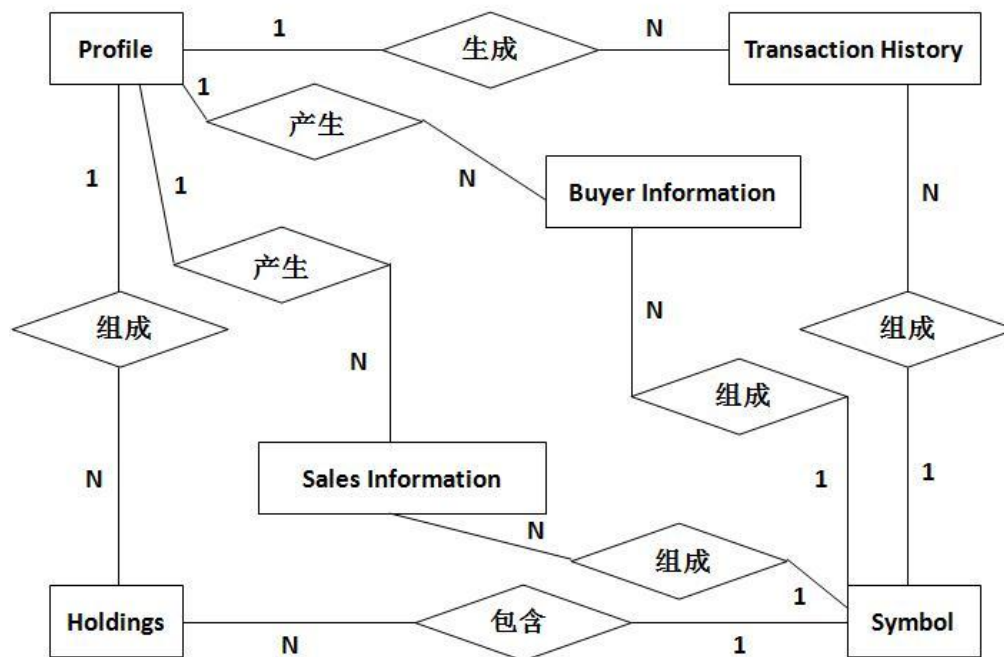 Profile
1
生成
N
Transaction History
1
产生
N
Buyer Information
1
1
N
产生
N
组成
组成
N
组成
N
Sales Information
1
1
N
N
组成
1
Holdings
N
包含
1
Symbol